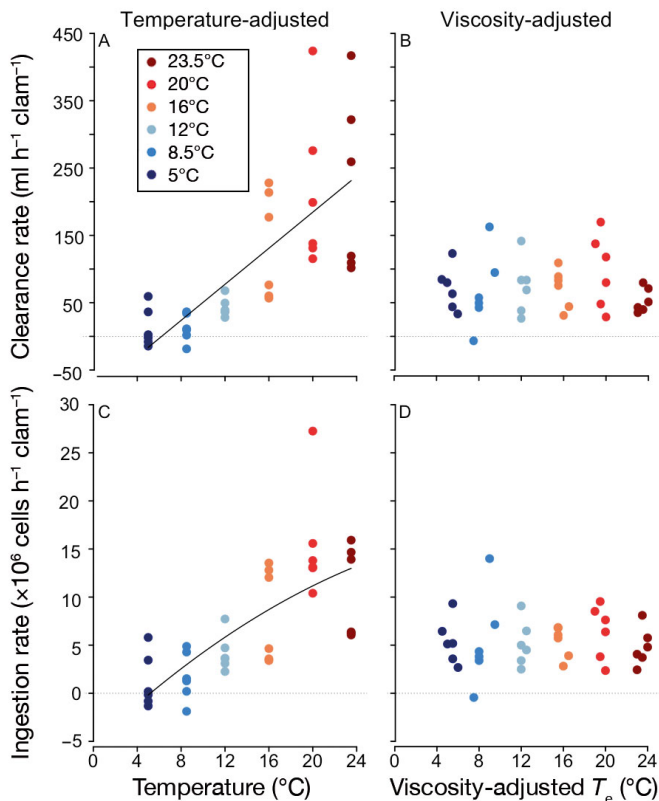 Temperature-adjusted
Viscosity-adjusted
Clearance rate (ml h⁻¹ clam⁻¹)
450
350
250
150
50
−50
A
23.5°C
20°C
16°C
12°C
8.5°C
5°C
B
Ingestion rate (×10⁶ cells h⁻¹ clam⁻¹)
30
25
20
15
10
5
0
−5
C
D
0 4 8 12 16 20 24
0 4 8 12 16 20 24
Temperature (°C)
Viscosity-adjusted Tₑ (°C)